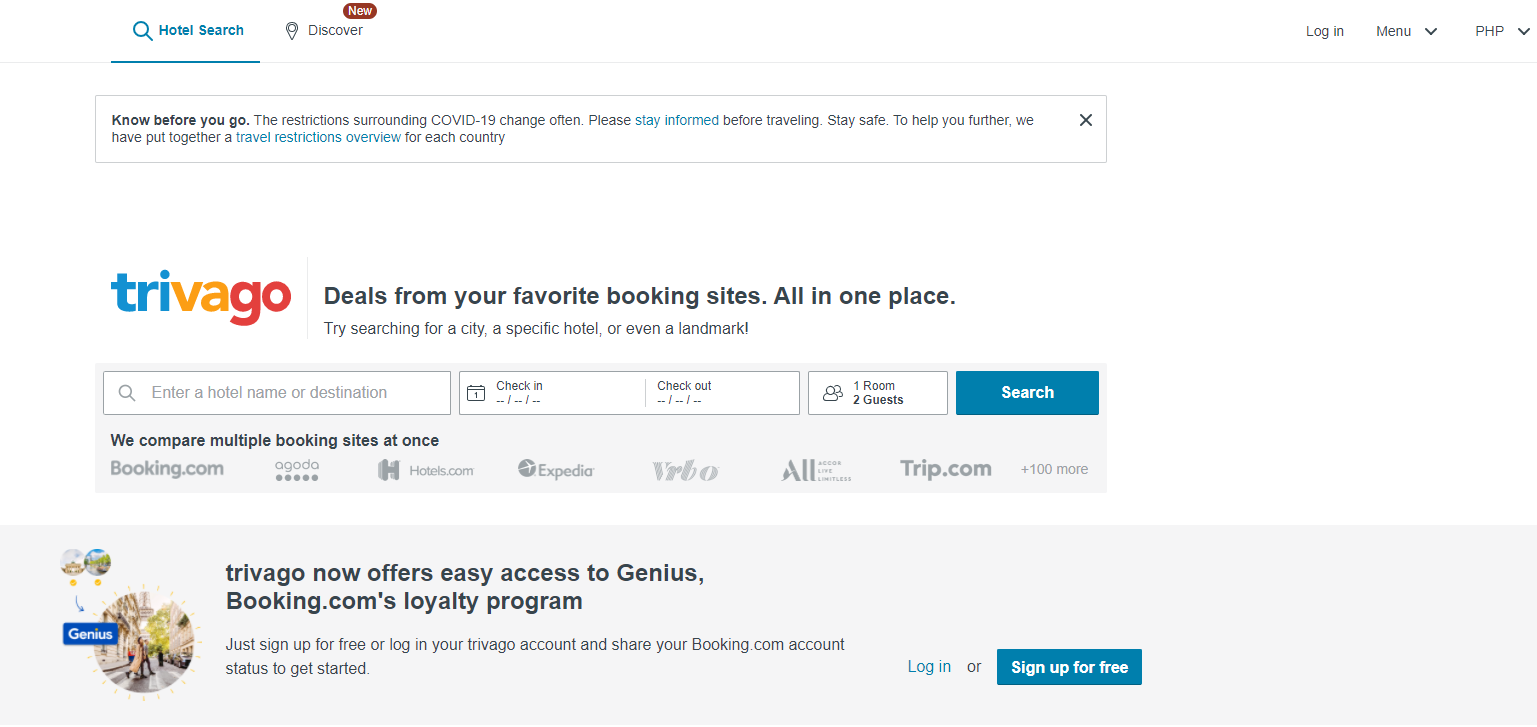 New
Hotel Search
Discover
Log in
Menu
PHP
Know before you go. The restrictions surrounding COVID-19 change often. Please stay informed before traveling. Stay safe. To help you further, we
have put together a travel restrictions overview for each country
trivago
Deals from your favorite booking sites. All in one place.
Try searching for a city, a specific hotel, or even a landmark!
Enter a hotel name or destination
1
Check in
-- / -- / --
Check out
-- / -- / --
1 Room
2 Guests
Search
We compare multiple booking sites at once
Booking.com
agoda
H Hotels.com
Expedia
Vrbo
ALL ACCOR
LIVE
LIMITLESS
Trip.com
+100 more
trivago now offers easy access to Genius,
Booking.com's loyalty program
Genius
Just sign up for free or log in your trivago account and share your Booking.com account
status to get started.
Log in or Sign up for free